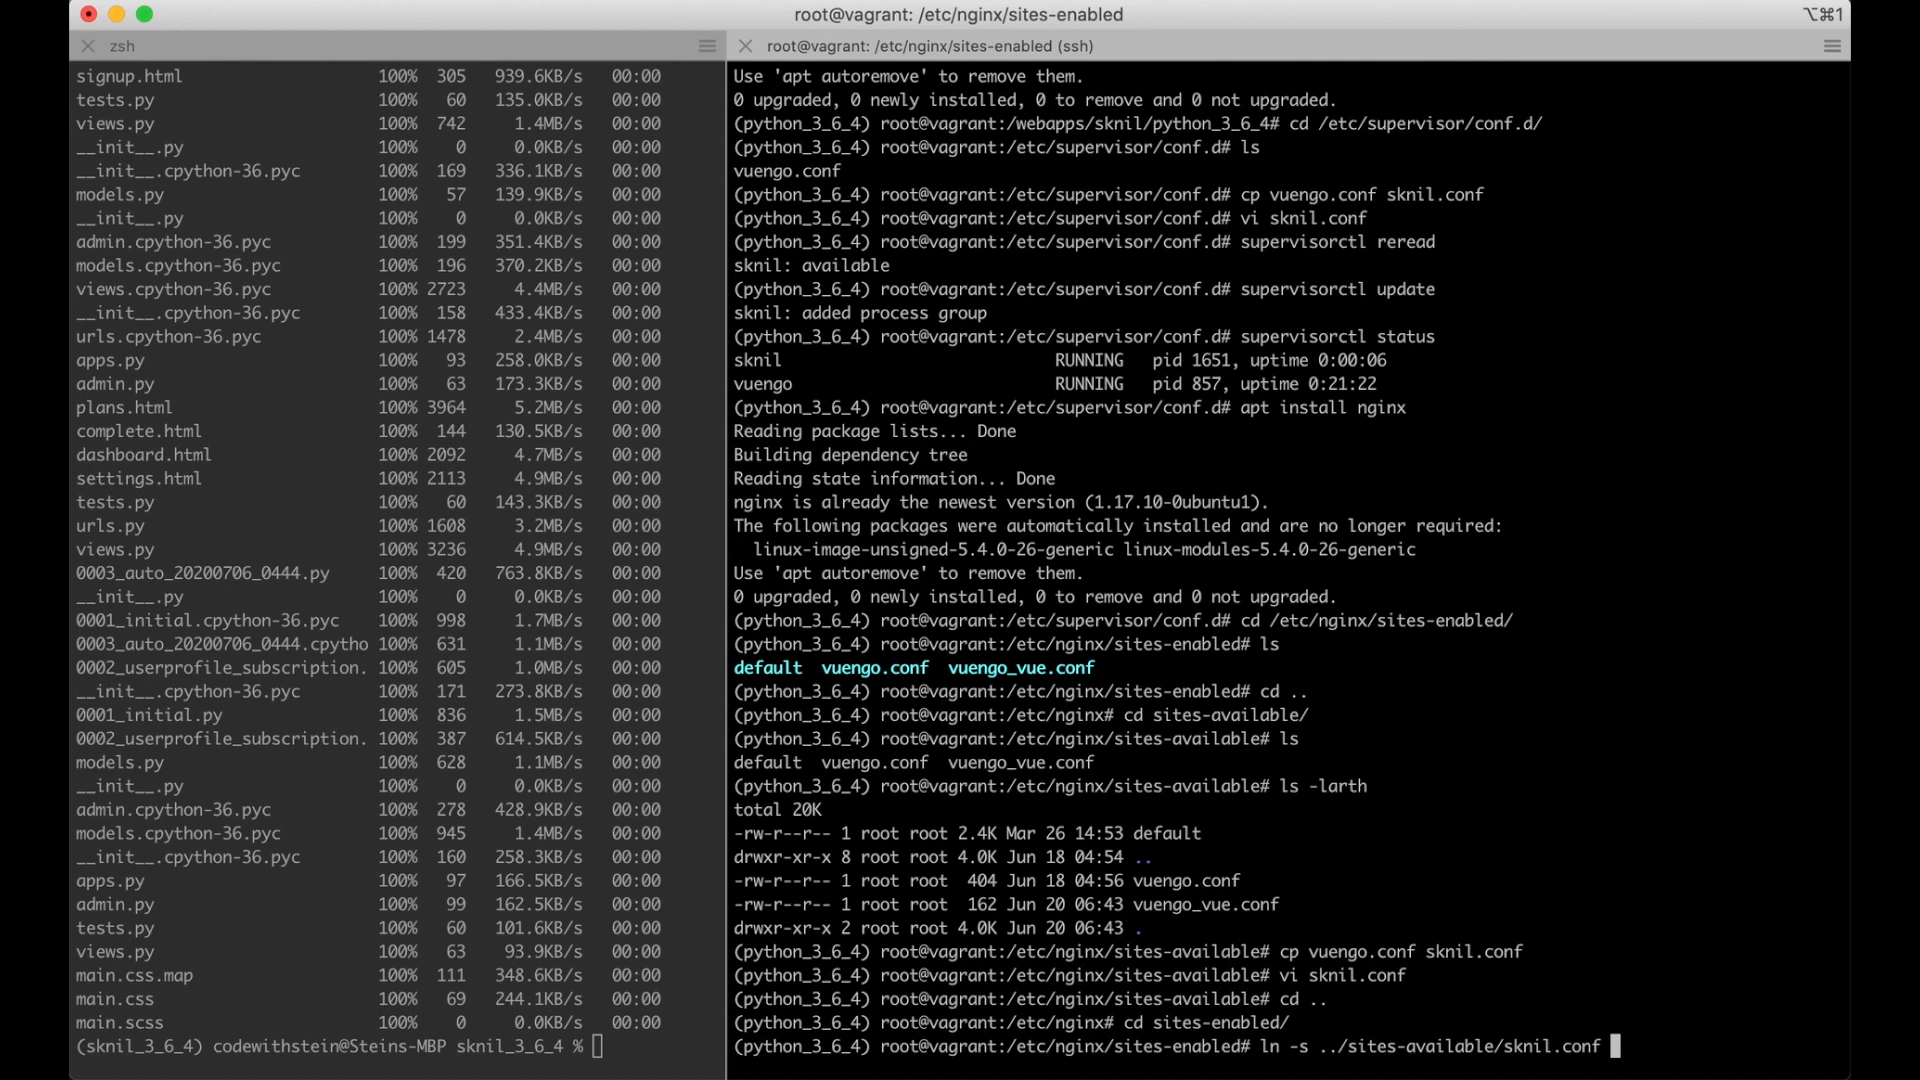 root@vagrant: /etc/nginx/sites-enabled
⌥⌘1
zsh
root@vagrant: /etc/nginx/sites-enabled (ssh)
signup.html 100% 305 939.6KB/s 00:00
tests.py 100% 60 135.0KB/s 00:00
views.py 100% 742 1.4MB/s 00:00
__init__.py 100% 0 0.0KB/s 00:00
__init__.cpython-36.pyc 100% 169 336.1KB/s 00:00
models.py 100% 57 139.9KB/s 00:00
__init__.py 100% 0 0.0KB/s 00:00
admin.cpython-36.pyc 100% 199 351.4KB/s 00:00
models.cpython-36.pyc 100% 196 370.2KB/s 00:00
views.cpython-36.pyc 100% 2723 4.4MB/s 00:00
__init__.cpython-36.pyc 100% 158 433.4KB/s 00:00
urls.cpython-36.pyc 100% 1478 2.4MB/s 00:00
apps.py 100% 93 258.0KB/s 00:00
admin.py 100% 63 173.3KB/s 00:00
plans.html 100% 3964 5.2MB/s 00:00
complete.html 100% 144 130.5KB/s 00:00
dashboard.html 100% 2092 4.7MB/s 00:00
settings.html 100% 2113 4.9MB/s 00:00
tests.py 100% 60 143.3KB/s 00:00
urls.py 100% 1608 3.2MB/s 00:00
views.py 100% 3236 4.9MB/s 00:00
0003_auto_20200706_0444.py 100% 420 763.8KB/s 00:00
__init__.py 100% 0 0.0KB/s 00:00
0001_initial.cpython-36.pyc 100% 998 1.7MB/s 00:00
0003_auto_20200706_0444.cpytho 100% 631 1.1MB/s 00:00
0002_userprofile_subscription. 100% 605 1.0MB/s 00:00
__init__.cpython-36.pyc 100% 171 273.8KB/s 00:00
0001_initial.py 100% 836 1.5MB/s 00:00
0002_userprofile_subscription. 100% 387 614.5KB/s 00:00
models.py 100% 628 1.1MB/s 00:00
__init__.py 100% 0 0.0KB/s 00:00
admin.cpython-36.pyc 100% 278 428.9KB/s 00:00
models.cpython-36.pyc 100% 945 1.4MB/s 00:00
__init__.cpython-36.pyc 100% 160 258.3KB/s 00:00
apps.py 100% 97 166.5KB/s 00:00
admin.py 100% 99 162.5KB/s 00:00
tests.py 100% 60 101.6KB/s 00:00
views.py 100% 63 93.9KB/s 00:00
main.css.map 100% 111 348.6KB/s 00:00
main.css 100% 69 244.1KB/s 00:00
main.scss 100% 0 0.0KB/s 00:00
(sknil_3_6_4) codewithstein@Steins-MBP sknil_3_6_4 %
Use 'apt autoremove' to remove them.
0 upgraded, 0 newly installed, 0 to remove and 0 not upgraded.
(python_3_6_4) root@vagrant:/webapps/sknil/python_3_6_4# cd /etc/supervisor/conf.d/
(python_3_6_4) root@vagrant:/etc/supervisor/conf.d# ls
vuengo.conf
(python_3_6_4) root@vagrant:/etc/supervisor/conf.d# cp vuengo.conf sknil.conf
(python_3_6_4) root@vagrant:/etc/supervisor/conf.d# vi sknil.conf
(python_3_6_4) root@vagrant:/etc/supervisor/conf.d# supervisorctl reread
sknil: available
(python_3_6_4) root@vagrant:/etc/supervisor/conf.d# supervisorctl update
sknil: added process group
(python_3_6_4) root@vagrant:/etc/supervisor/conf.d# supervisorctl status
sknil RUNNING pid 1651, uptime 0:00:06
vuengo RUNNING pid 857, uptime 0:21:22
(python_3_6_4) root@vagrant:/etc/supervisor/conf.d# apt install nginx
Reading package lists... Done
Building dependency tree
Reading state information... Done
nginx is already the newest version (1.17.10-0ubuntu1).
The following packages were automatically installed and are no longer required:
linux-image-unsigned-5.4.0-26-generic linux-modules-5.4.0-26-generic
Use 'apt autoremove' to remove them.
0 upgraded, 0 newly installed, 0 to remove and 0 not upgraded.
(python_3_6_4) root@vagrant:/etc/supervisor/conf.d# cd /etc/nginx/sites-enabled/
(python_3_6_4) root@vagrant:/etc/nginx/sites-enabled# ls
default vuengo.conf vuengo_vue.conf
(python_3_6_4) root@vagrant:/etc/nginx/sites-enabled# cd ..
(python_3_6_4) root@vagrant:/etc/nginx# cd sites-available/
(python_3_6_4) root@vagrant:/etc/nginx/sites-available# ls
default vuengo.conf vuengo_vue.conf
(python_3_6_4) root@vagrant:/etc/nginx/sites-available# ls -larth
total 20K
-rw-r--r-- 1 root root 2.4K Mar 26 14:53 default
drwxr-xr-x 8 root root 4.0K Jun 18 04:54 ..
-rw-r--r-- 1 root root 404 Jun 18 04:56 vuengo.conf
-rw-r--r-- 1 root root 162 Jun 20 06:43 vuengo_vue.conf
drwxr-xr-x 2 root root 4.0K Jun 20 06:43 .
(python_3_6_4) root@vagrant:/etc/nginx/sites-available# cp vuengo.conf sknil.conf
(python_3_6_4) root@vagrant:/etc/nginx/sites-available# vi sknil.conf
(python_3_6_4) root@vagrant:/etc/nginx/sites-available# cd ..
(python_3_6_4) root@vagrant:/etc/nginx# cd sites-enabled/
(python_3_6_4) root@vagrant:/etc/nginx/sites-enabled# ln -s ../sites-available/sknil.conf